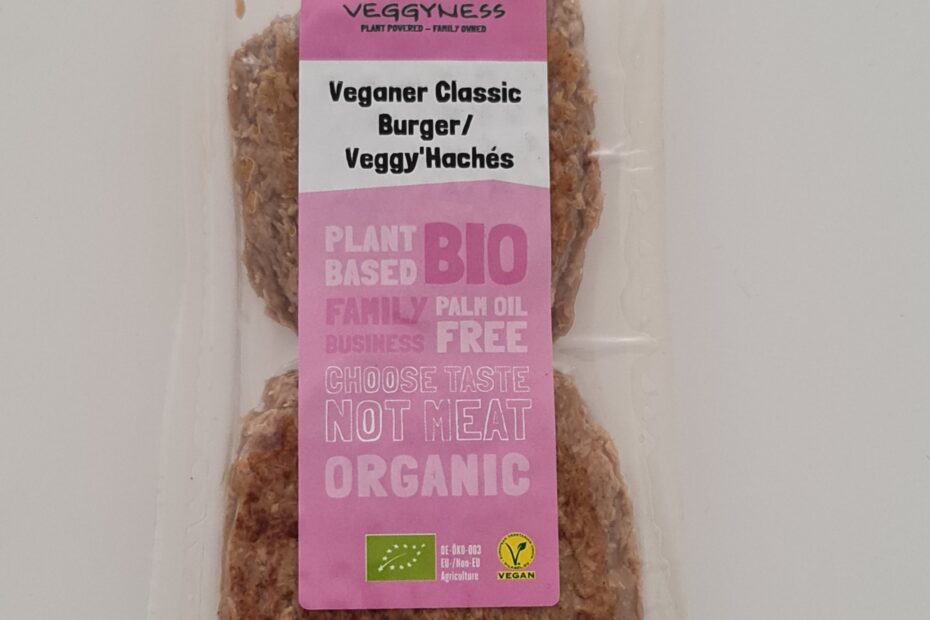 VEGGYNESS
PLANT POWERED – FAMILY OWNED
Veganer Classic
Burger/
Veggy'Hachés
PLANT BASED BIO
FAMILY BUSINESS PALM OIL FREE
CHOOSE TASTE
NOT MEAT
ORGANIC
DE-ÖKO-003
EU-/Non-EU
Agriculture
VEGAN